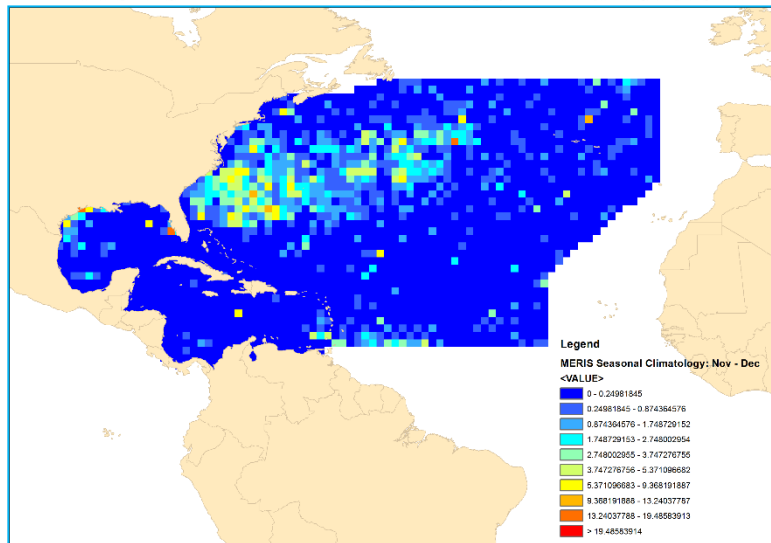 Legend
MERIS Seasonal Climatology: Nov - Dec
<VALUE>
0 - 0.24981845
0.24981845 - 0.874364576
0.874364576 - 1.748729152
1.748729153 - 2.748002954
2.748002955 - 3.747276755
3.747276756 - 5.371096682
5.371096683 - 9.368191887
9.368191888 - 13.24037787
13.24037788 - 19.48583913
> 19.48583914